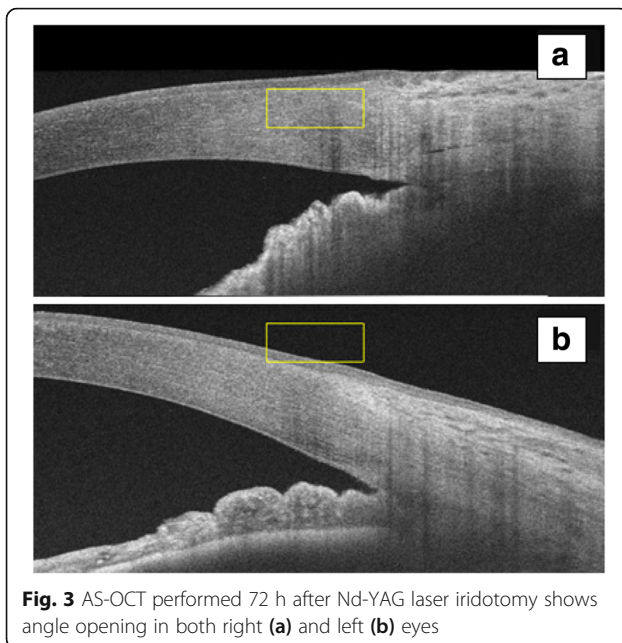 a
b
Fig. 3 AS-OCT performed 72 h after Nd-YAG laser iridotomy shows
angle opening in both right (a) and left (b) eyes